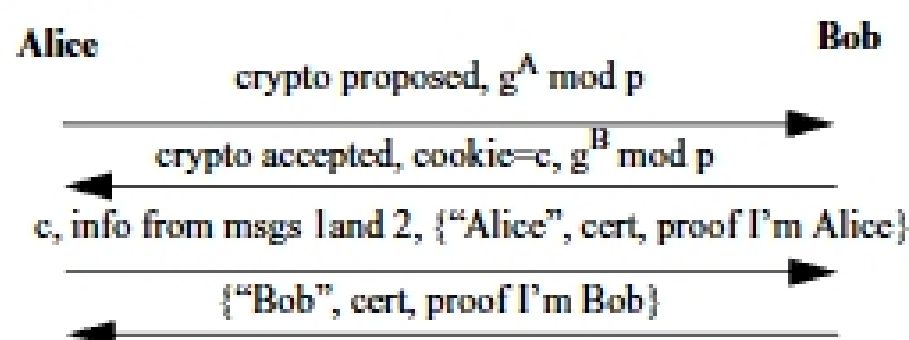 Alice Bob
crypto proposed, g^A mod p
crypto accepted, cookie=c, g^B mod p
c, info from msgs 1and 2, {“Alice”, cert, proof I’m Alice}
{“Bob”, cert, proof I’m Bob}